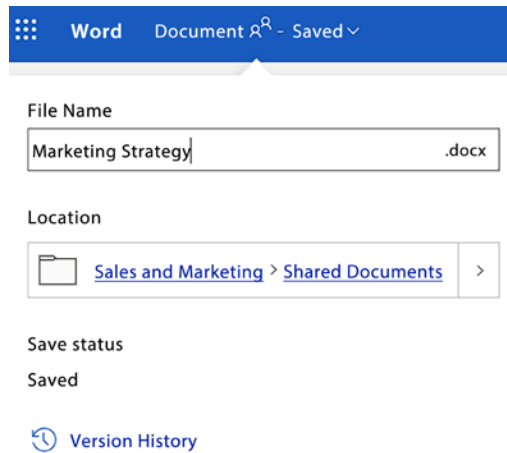 Word Document - Saved
File Name
Marketing Strategy .docx
Location
Sales and Marketing > Shared Documents >
Save status
Saved
Version History